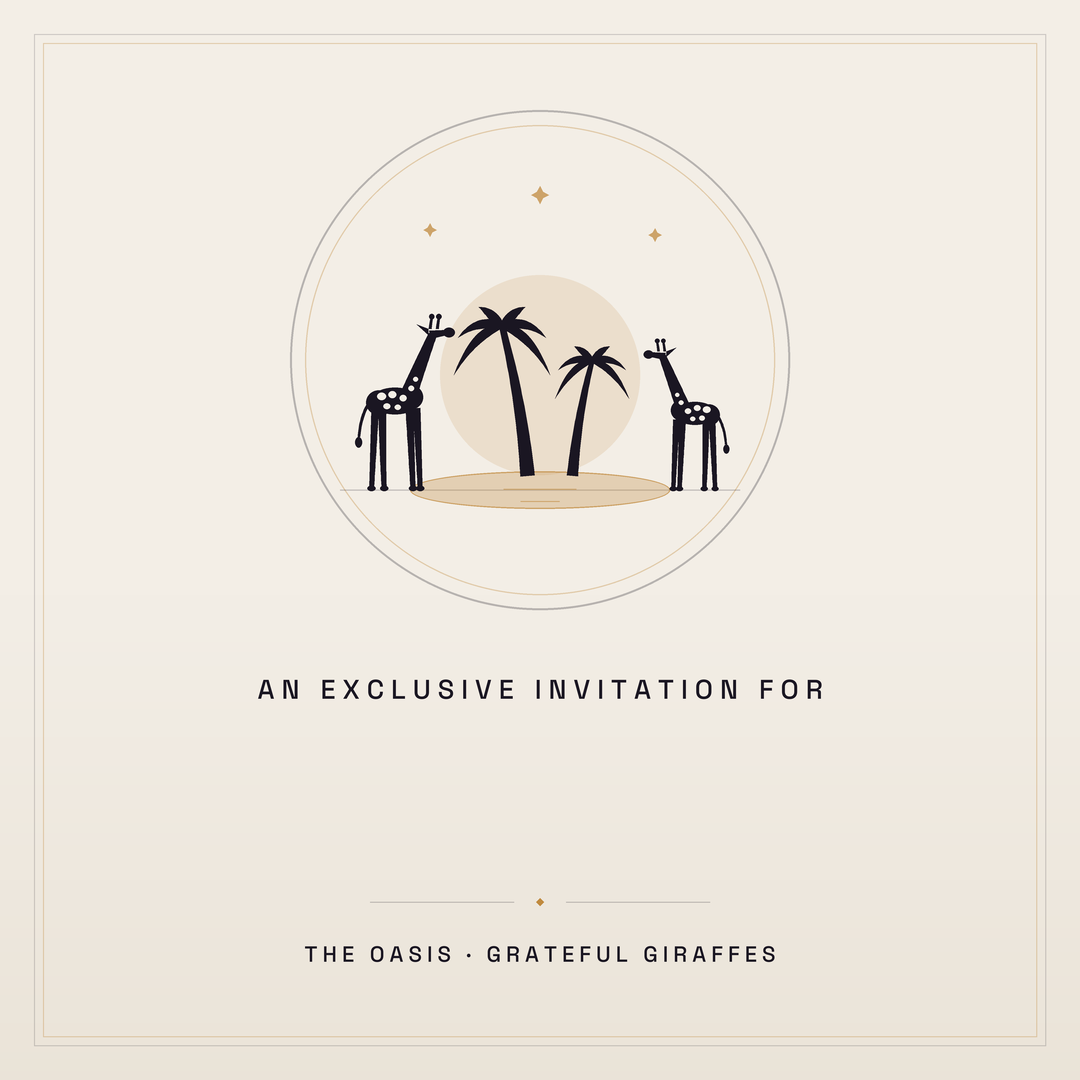 AN EXCLUSIVE INVITATION FOR
THE OASIS · GRATEFUL GIRAFFES